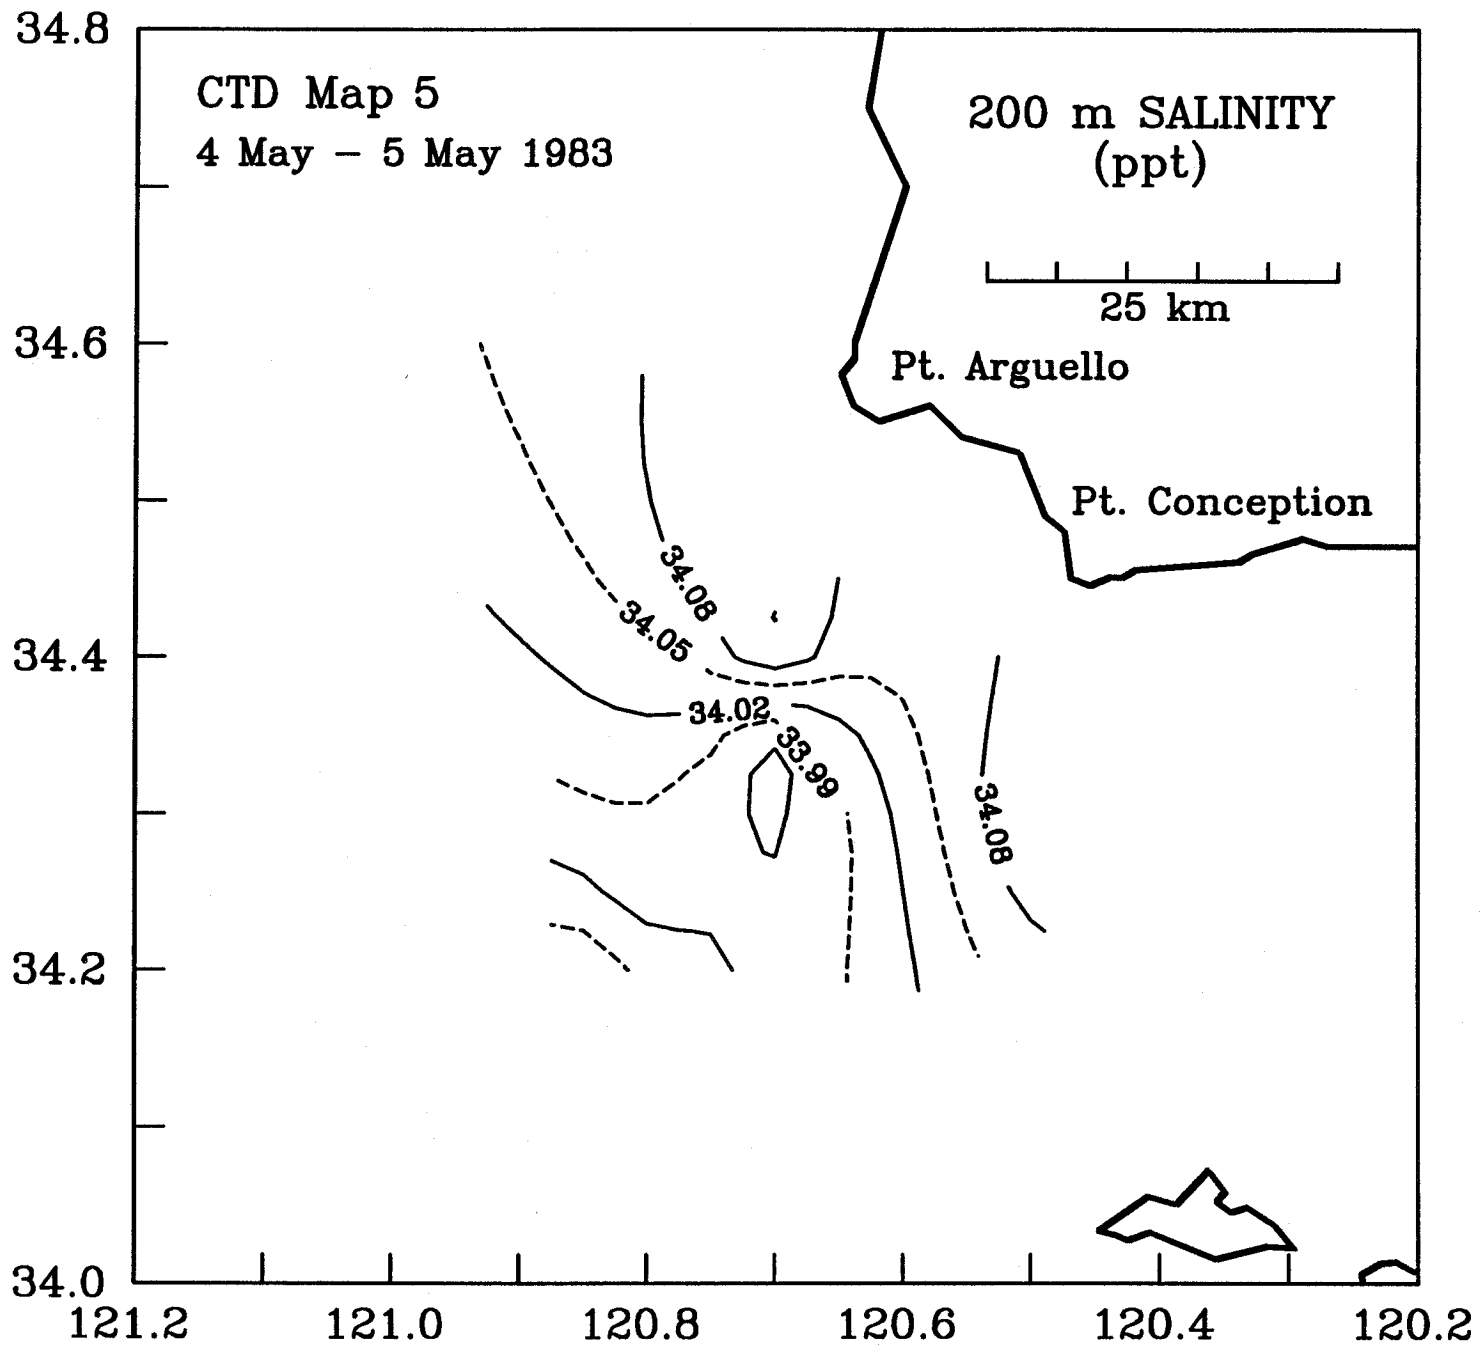 34.8
CTD Map 5
4 May – 5 May 1983
200 m SALINITY
(ppt)
25 km
34.6
Pt. Arguello
Pt. Conception
34.08
34.05
34.4
34.02
33.99
34.08
34.2
34.0
121.2 121.0 120.8 120.6 120.4 120.2